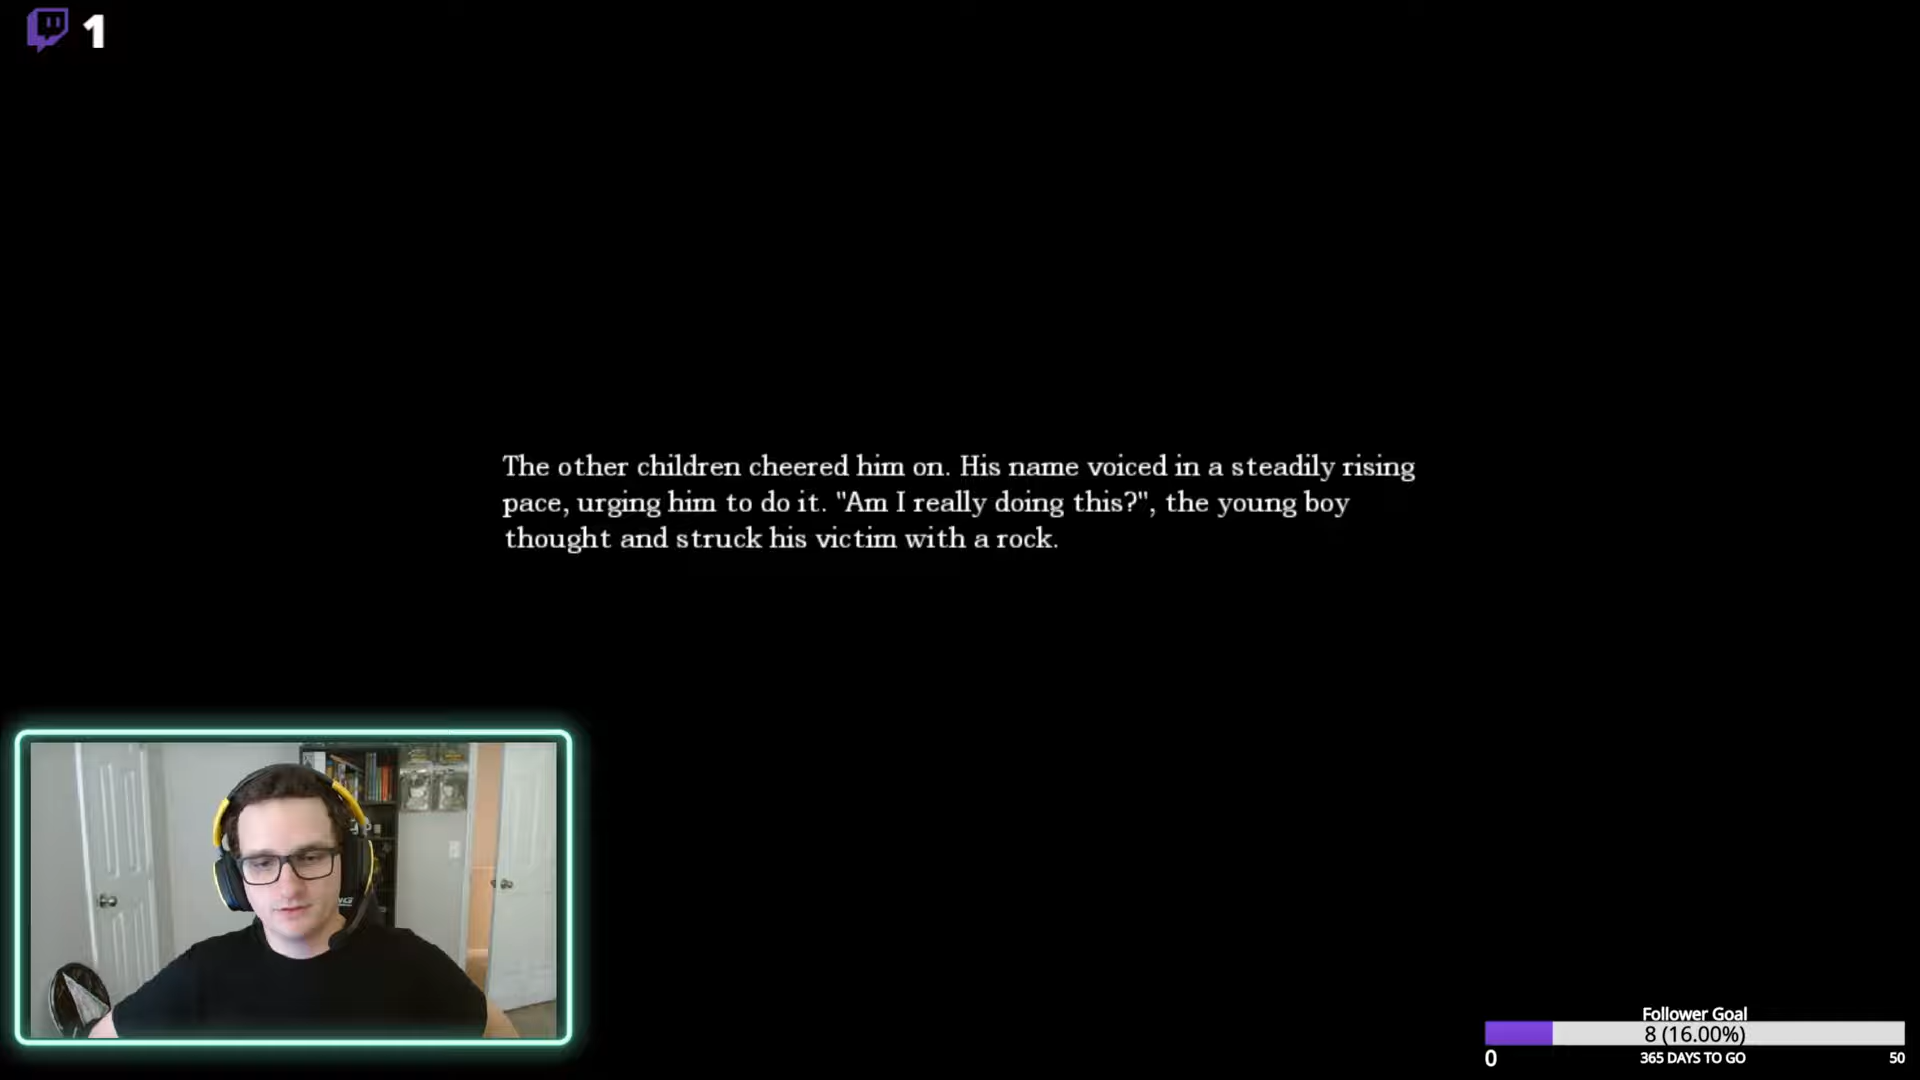 1
The other children cheered him on. His name voiced in a steadily rising
pace, urging him to do it. "Am I really doing this?", the young boy
thought and struck his victim with a rock.
Follower Goal
8 (16.00%)
0 365 DAYS TO GO 50